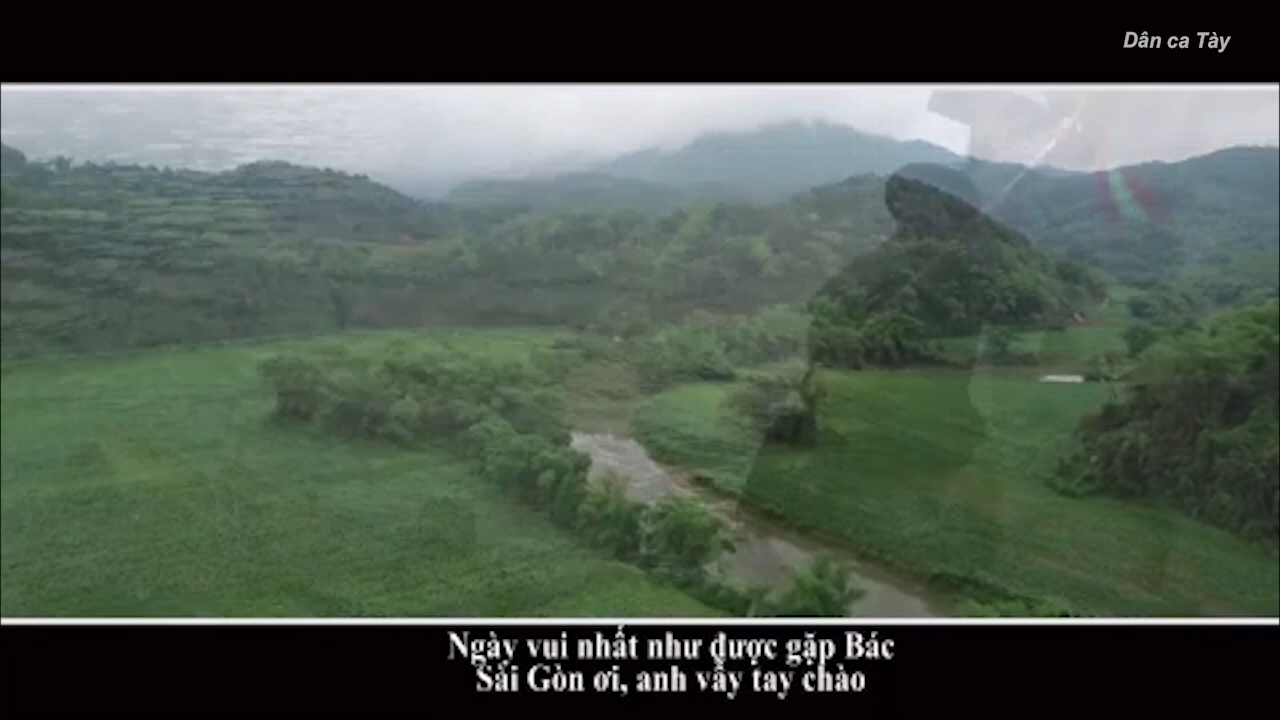 Dân ca Tày
Ngày vui nhất như được gặp Bác
Sài Gòn ơi, anh vẫy tay chào